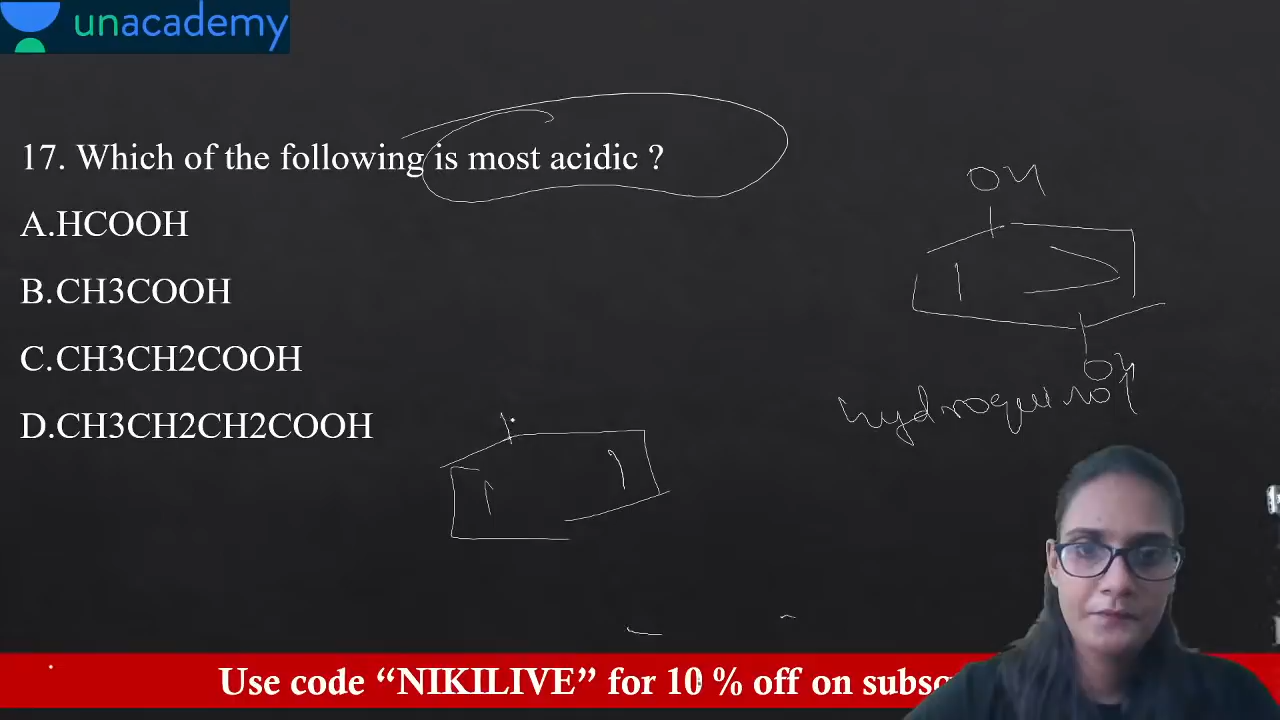 unacademy
17. Which of the following is most acidic ?
A.HCOOH
B.CH3COOH
C.CH3CH2COOH
D.CH3CH2CH2COOH
OH
OH
hydroquinol
Use code “NIKILIVE” for 10 % off on subsc